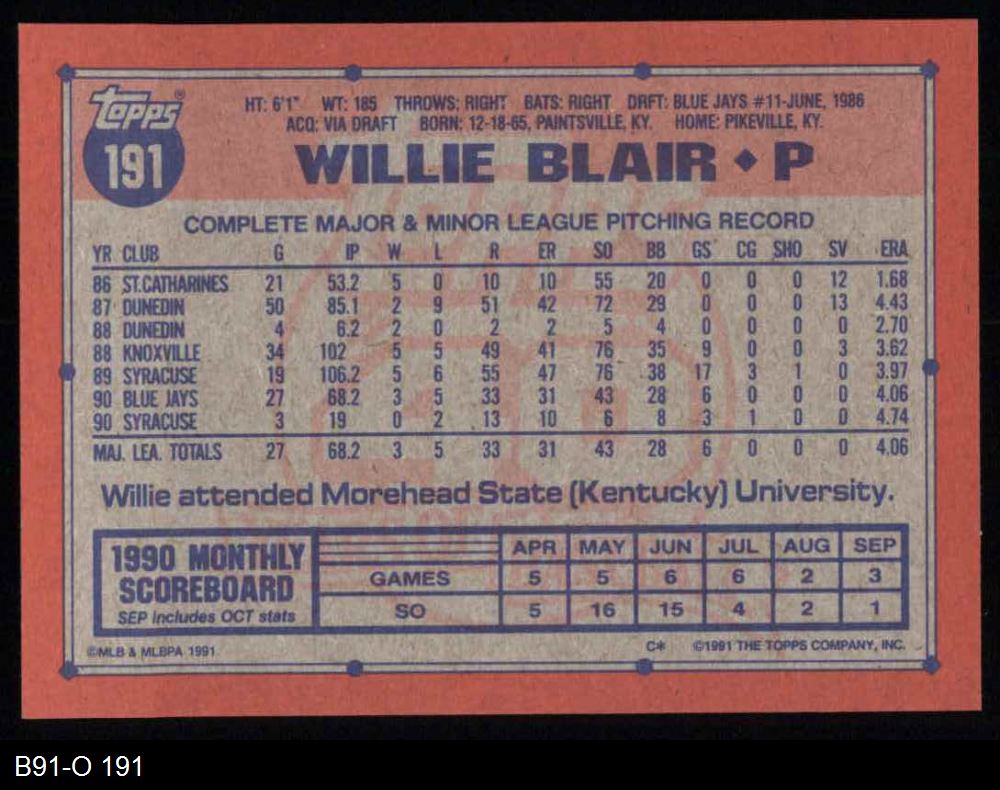 topps®
191
HT: 6'1" WT: 185 THROWS: RIGHT BATS: RIGHT DRFT: BLUE JAYS #11-JUNE, 1986
ACQ: VIA DRAFT BORN: 12-18-65, PAINTSVILLE, KY. HOME: PIKEVILLE, KY.
WILLIE BLAIR ♦ P
COMPLETE MAJOR & MINOR LEAGUE PITCHING RECORD
YR CLUB G IP W L R ER SO BB GS CG SHO SV ERA
86 ST.CATHARINES 21 53.2 5 0 10 10 55 20 0 0 0 12 1.68
87 DUNEDIN 50 85.1 2 9 51 42 72 29 0 0 0 13 4.43
88 DUNEDIN 4 6.2 2 0 2 2 5 4 0 0 0 0 2.70
88 KNOXVILLE 34 102 5 5 49 41 76 35 9 0 0 3 3.62
89 SYRACUSE 19 106.2 5 6 55 47 76 38 17 3 1 0 3.97
90 BLUE JAYS 27 68.2 3 5 33 31 43 28 6 0 0 0 4.06
90 SYRACUSE 3 19 0 2 13 10 6 8 3 1 0 0 4.74
MAJ. LEA. TOTALS 27 68.2 3 5 33 31 43 28 6 0 0 0 4.06
Willie attended Morehead State (Kentucky) University.
1990 MONTHLY
SCOREBOARD
SEP includes OCT stats
APR MAY JUN JUL AUG SEP
GAMES 5 5 6 6 2 3
SO 5 16 15 4 2 1
©MLB & MLBPA 1991
C* ©1991 THE TOPPS COMPANY, INC.
B91-O 191